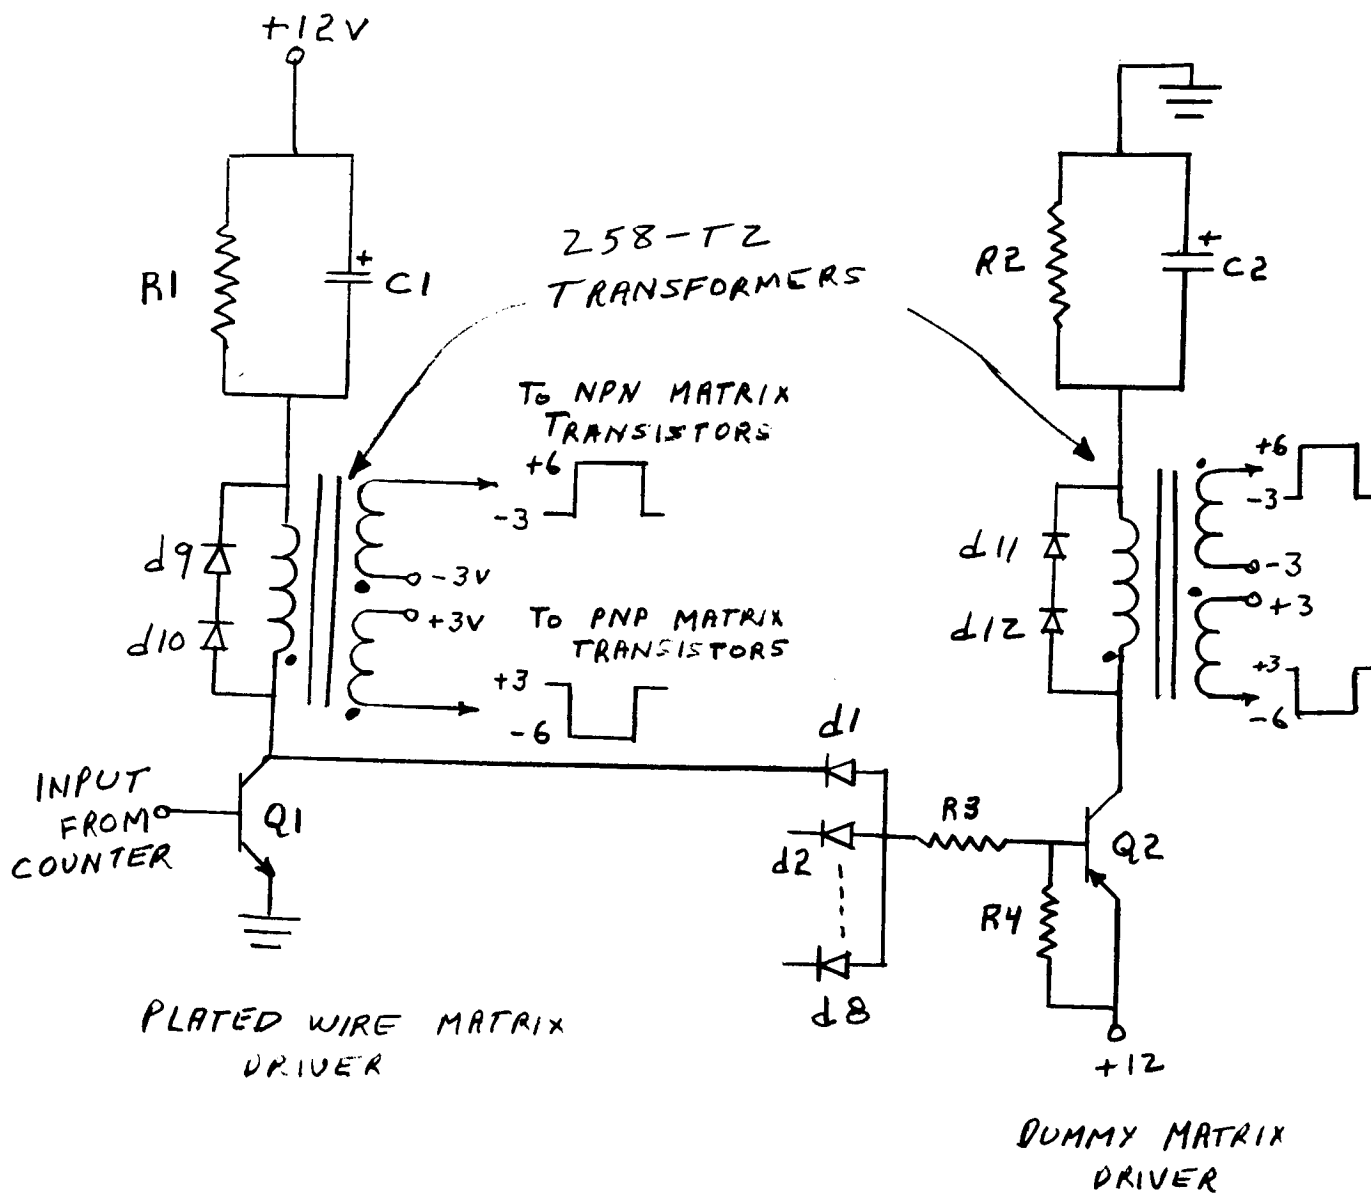 +12V
R1
C1
258-T2
TRANSFORMERS
R2
C2
To NPN MATRIX
TRANSISTORS
+6
-3
-3V
+3V
To PNP MATRIX
TRANSISTORS
+3
-6
d9
d10
d11
d12
+6
-3
-3
+3
+3
-6
INPUT
FROM
COUNTER
Q1
d1
d2
d8
R3
R4
Q2
+12
PLATED WIRE MATRIX
DRIVER
DUMMY MATRIX
DRIVER